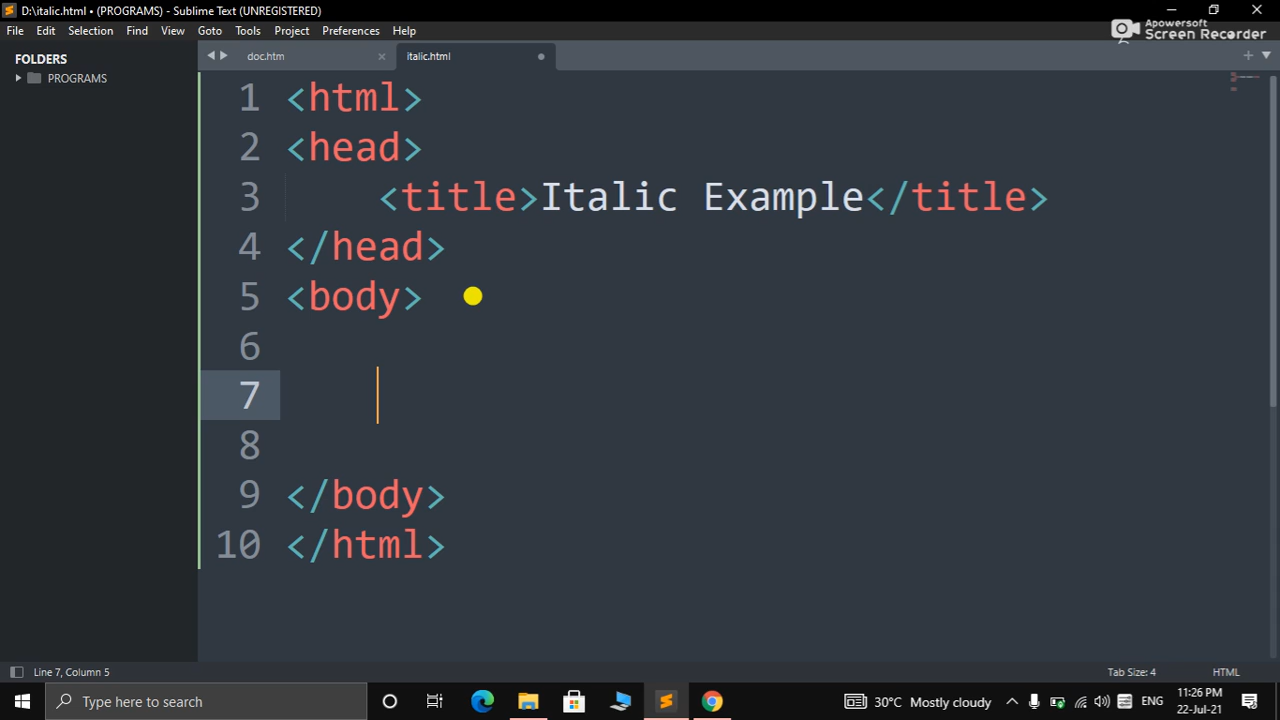 D:\italic.html • (PROGRAMS) - Sublime Text (UNREGISTERED)
File Edit Selection Find View Goto Tools Project Preferences Help
Apowersoft
Screen Recorder
FOLDERS
PROGRAMS
doc.htm
italic.html
1 <html>
2 <head>
3 <title>Italic Example</title>
4 </head>
5 <body>
6
7
8
9 </body>
10 </html>
Line 7, Column 5
Tab Size: 4
HTML
Type here to search
30°C Mostly cloudy
ENG
11:26 PM
22-Jul-21